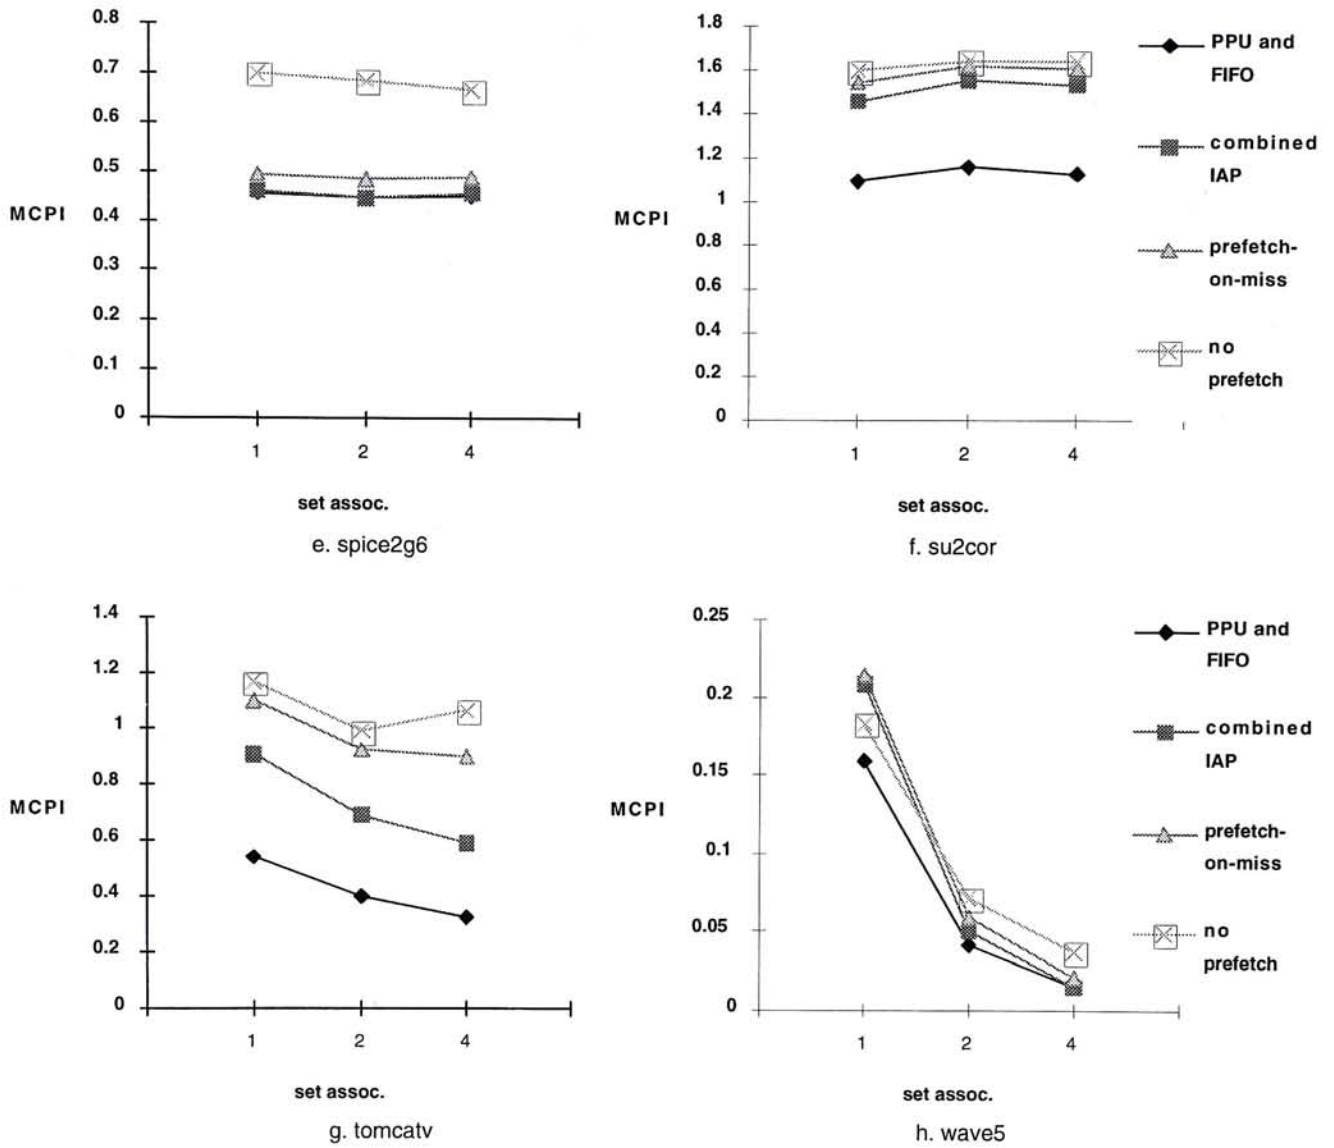 0.8
0.7
0.6
0.5
0.4
0.3
0.2
0.1
0
MCPI
1 2 4
set assoc.
e. spice2g6
1.8
1.6
1.4
1.2
1
0.8
0.6
0.4
0.2
0
MCPI
1 2 4
set assoc.
f. su2cor
PPU and
FIFO
combined
IAP
prefetch-
on-miss
no
prefetch
1.4
1.2
1
0.8
0.6
0.4
0.2
0
MCPI
1 2 4
set assoc.
g. tomcatv
0.25
0.2
0.15
0.1
0.05
0
MCPI
1 2 4
set assoc.
h. wave5
PPU and
FIFO
combined
IAP
prefetch-
on-miss
no
prefetch